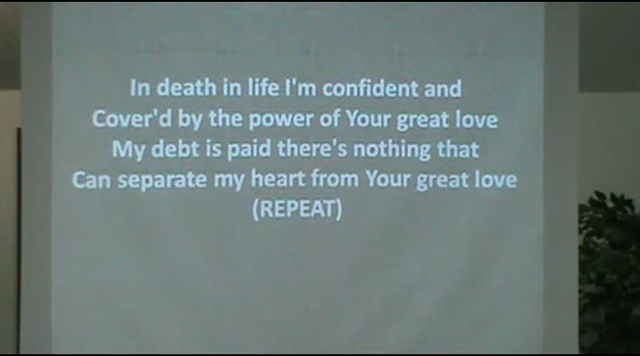 In death in life I'm confident and
Cover'd by the power of Your great love
My debt is paid there's nothing that
Can separate my heart from Your great love
(REPEAT)